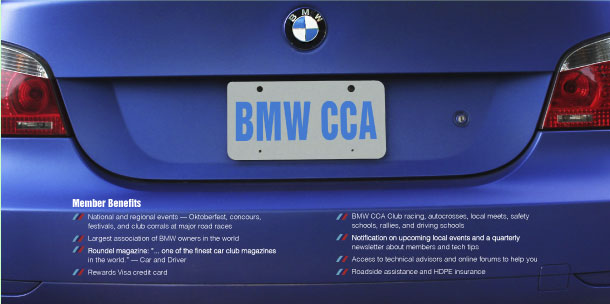 BMW
BMW CCA
Member Benefits
National and regional events — Oktoberfest, concours,
festivals, and club corrals at major road races
Largest association of BMW owners in the world
Roundel magazine: "... one of the finest car club magazines
in the world." — Car and Driver
Rewards Visa credit card
BMW CCA Club racing, autocrosses, local meets, safety
schools, rallies, and driving schools
Notification on upcoming local events and a quarterly
newsletter about members and tech tips
Access to technical advisors and online forums to help you
Roadside assistance and HDPE insurance